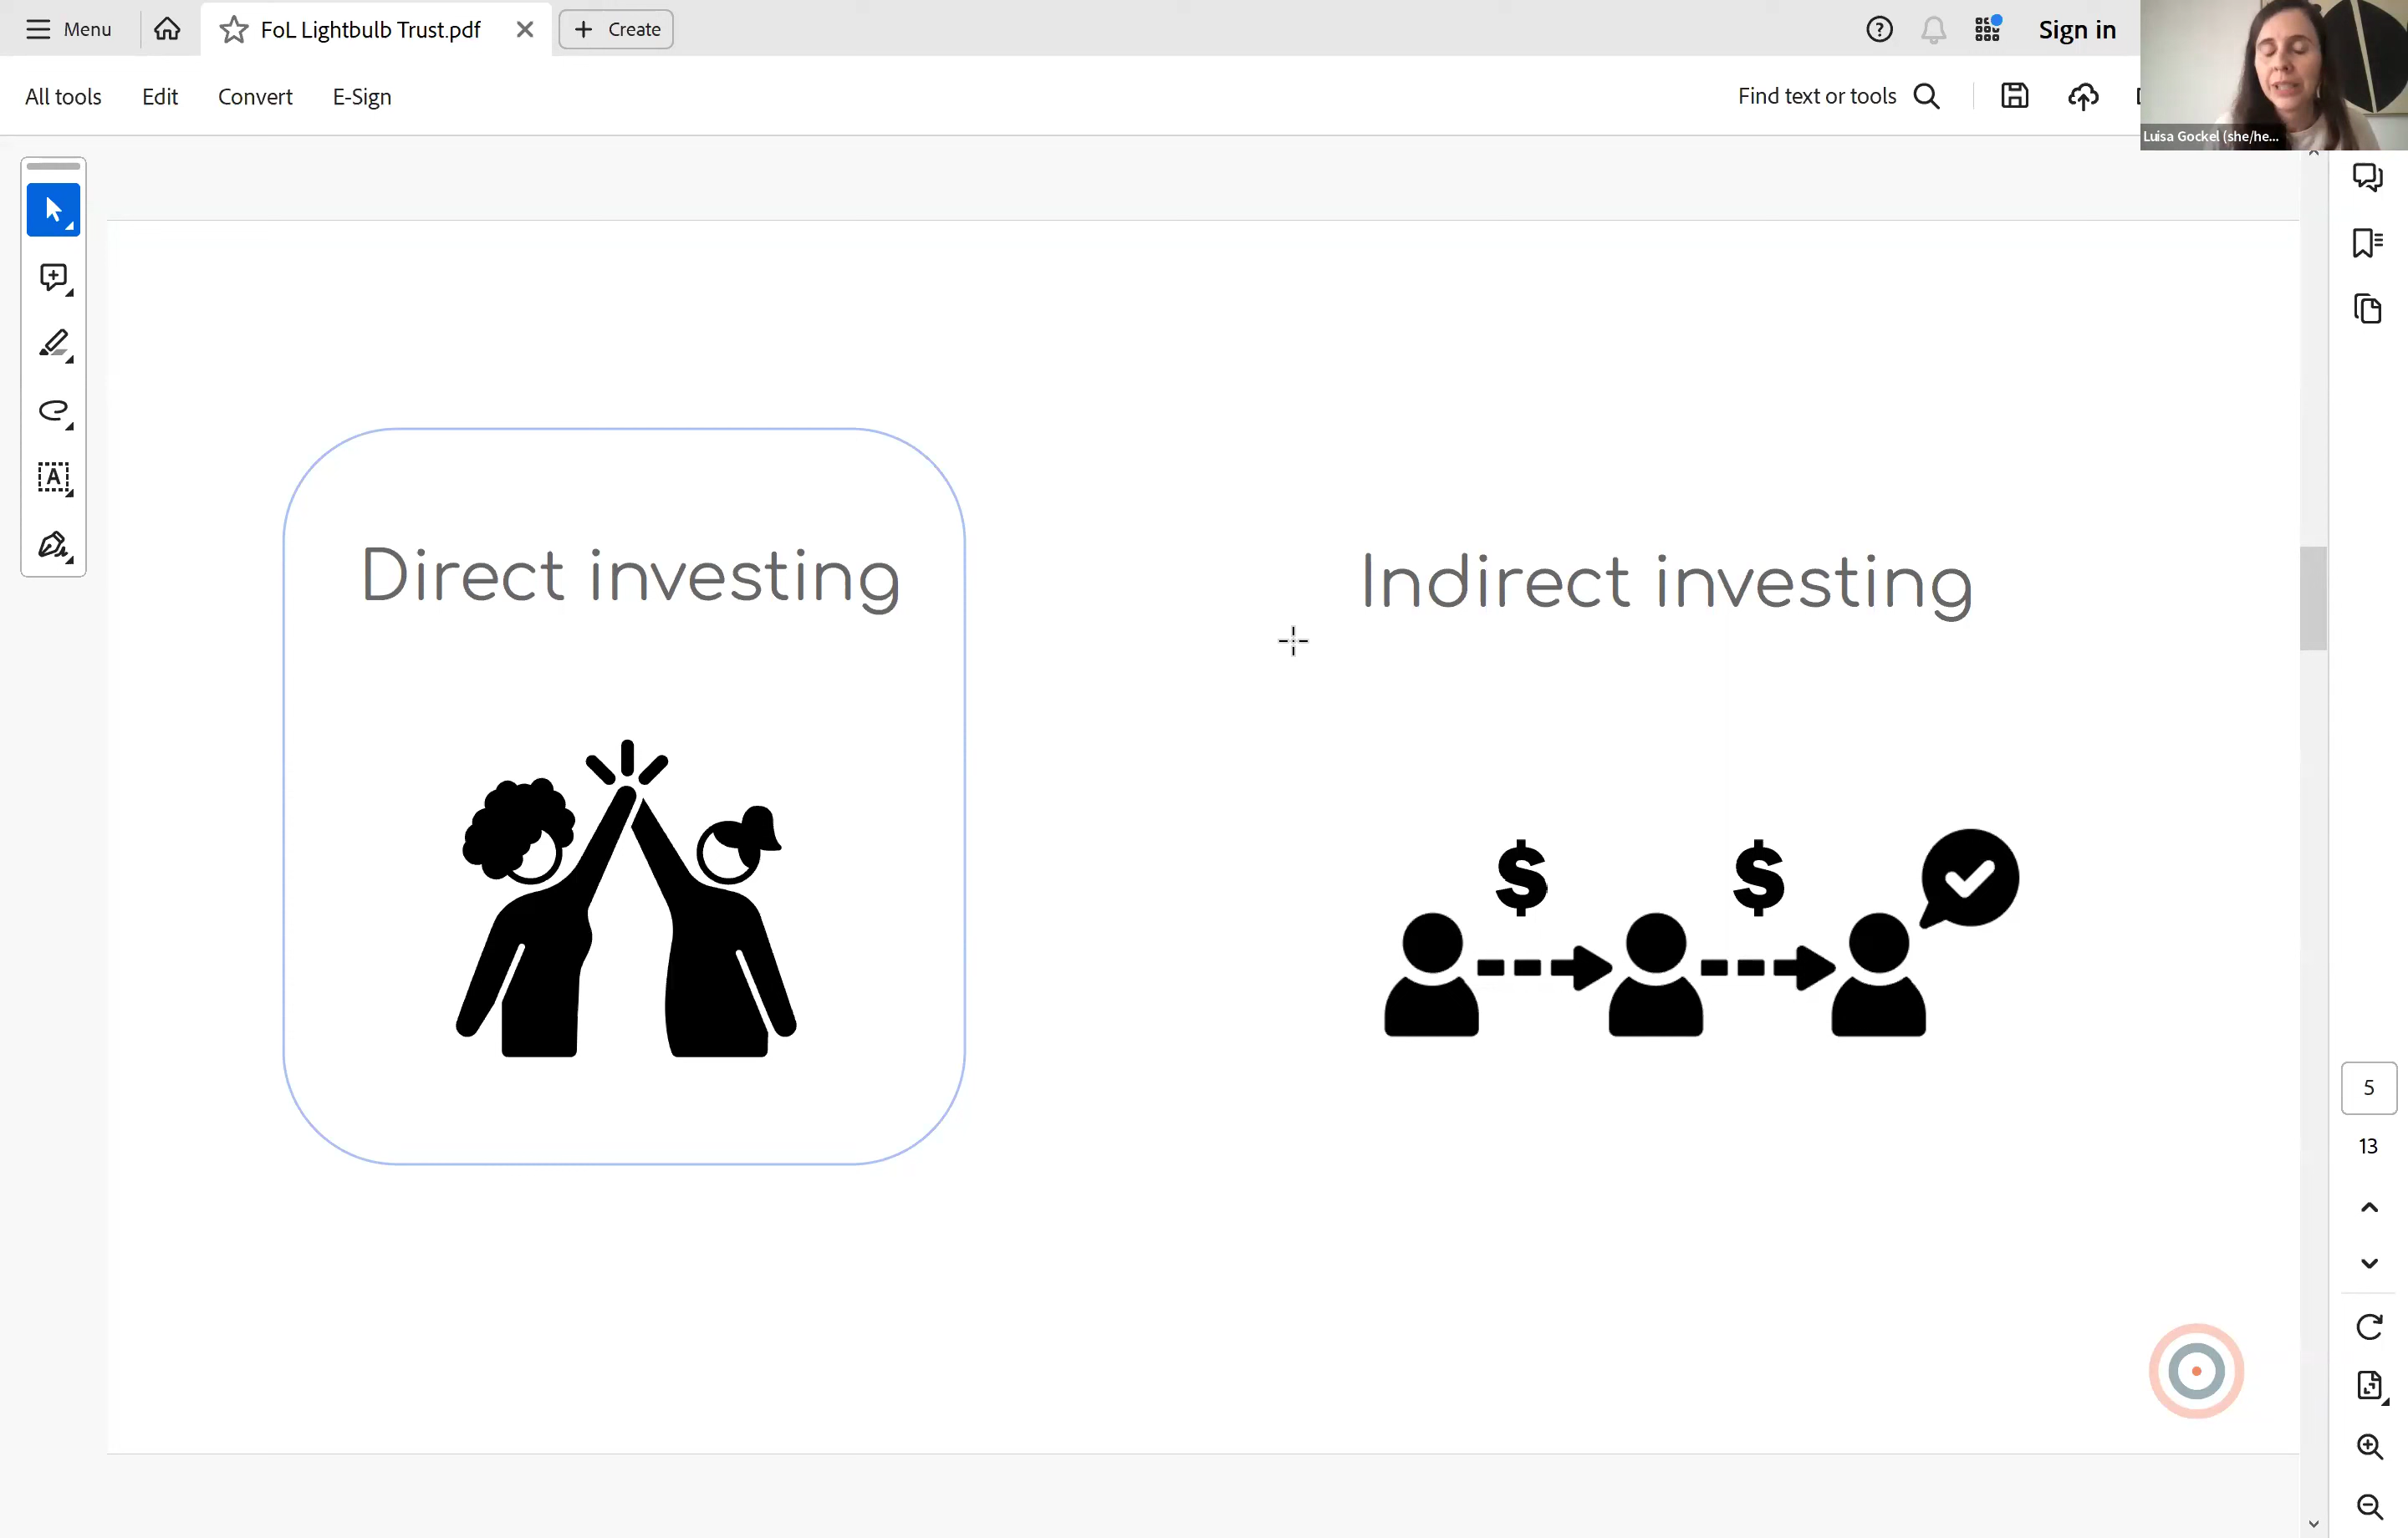 Menu
FoL Lightbulb Trust.pdf
Create
Sign in
All tools
Edit
Convert
E-Sign
Find text or tools
Luisa Gockel (she/he...
Direct investing
Indirect investing
$ $
5
13